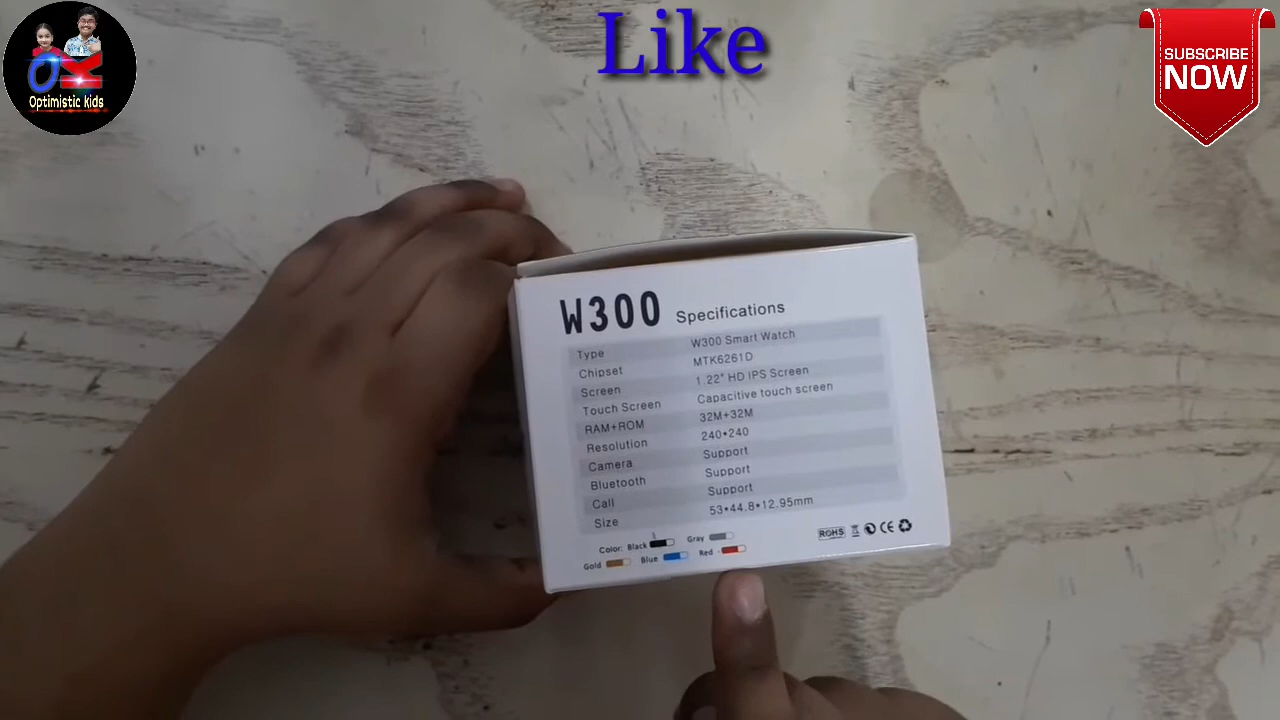 Like
SUBSCRIBE
NOW
OK
Optimistic kids
W300 Specifications
Type W300 Smart Watch
Chipset MTK6261D
Screen 1.22" HD IPS Screen
Touch Screen Capacitive touch screen
RAM+ROM 32M+32M
Resolution 240*240
Camera Support
Bluetooth Support
Call Support
Size 53*44.8*12.95mm
Color: Black Gray
Gold Blue Red
ROHS CE